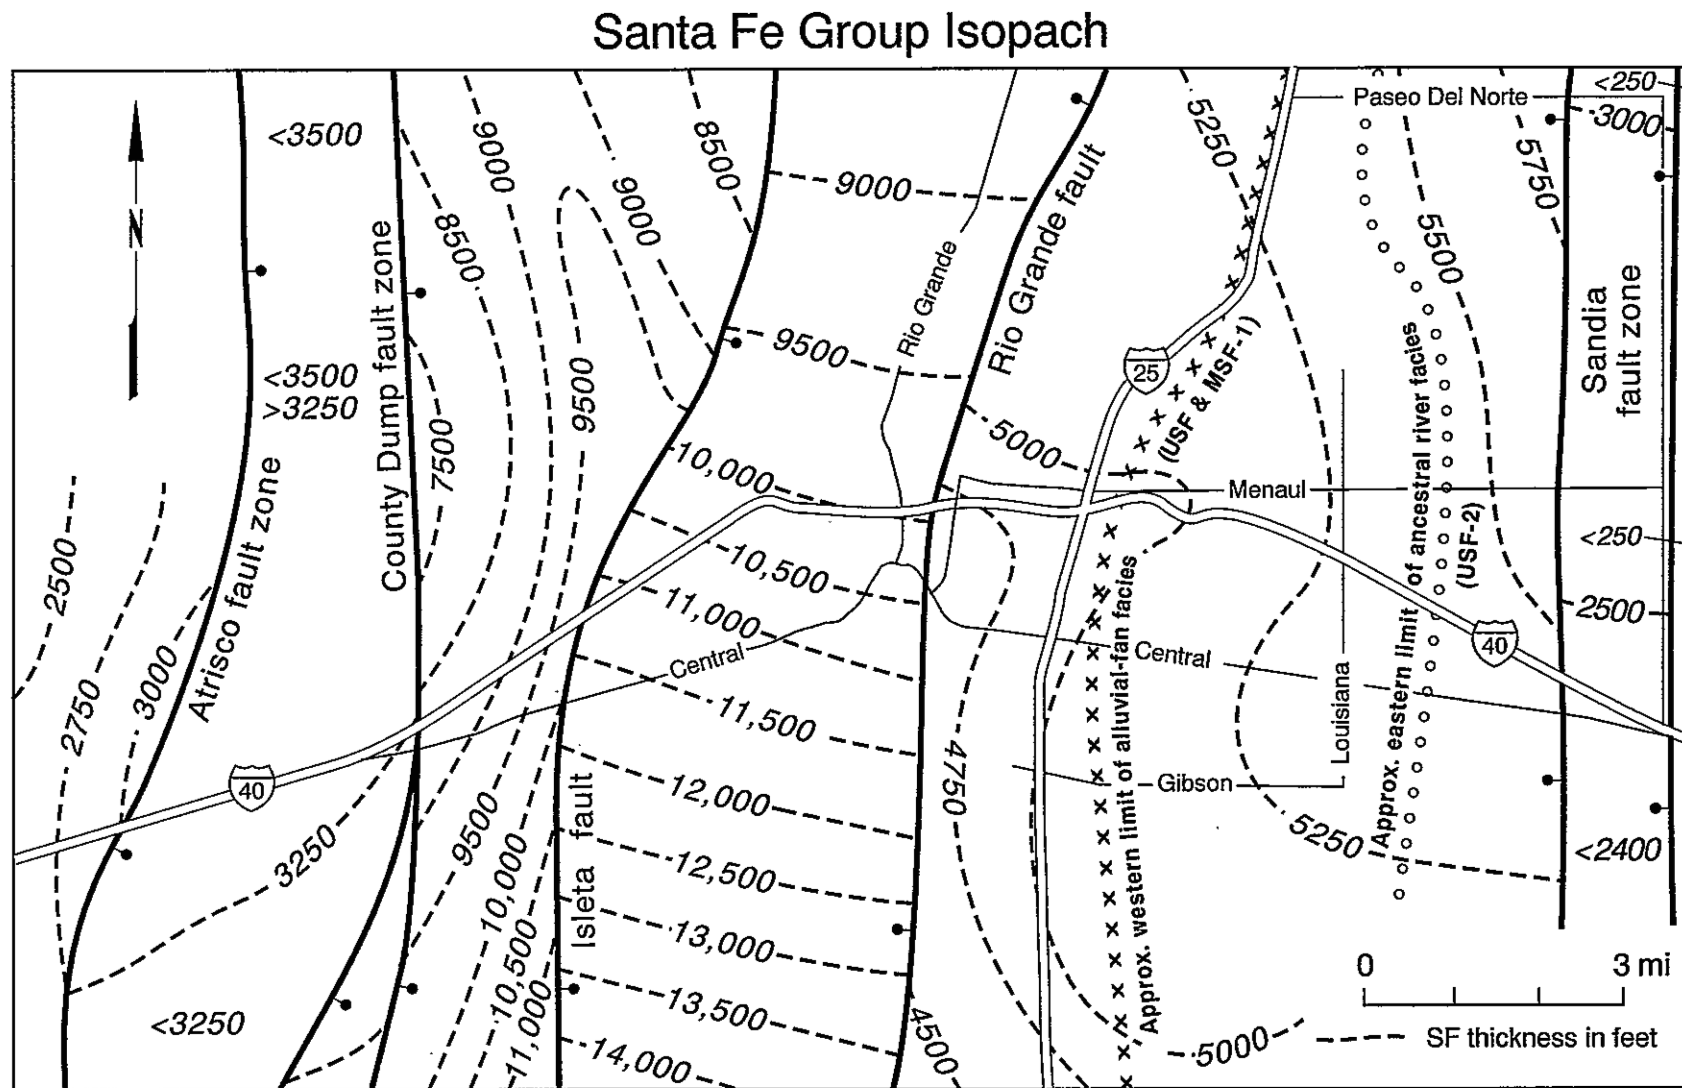 Santa Fe Group Isopach
<3500
9000
8500
5250
Paseo Del Norte
<250
3000
N
9000
8500
9000
5750
5500
9500
Rio Grande
Rio Grande fault
Sandia
fault zone
County Dump fault zone
9500
25
(USF & MSF-1)
<3500
>3250
7500
10,000
5000
Menaul
Approx. eastern limit of ancestral river facies
(USF-2)
<250
Atrisco fault zone
2500
2750
3000
10,500
11,000
Central
11,500
Central
40
2500
Louisiana
Approx. western limit of alluvial-fan facies
Gibson
40
3250
9500
10,000
10,500
11,000
Isleta fault
12,000
12,500
13,000
13,500
14,000
4750
4500
5250
<2400
<3250
5000
0 3 mi
SF thickness in feet